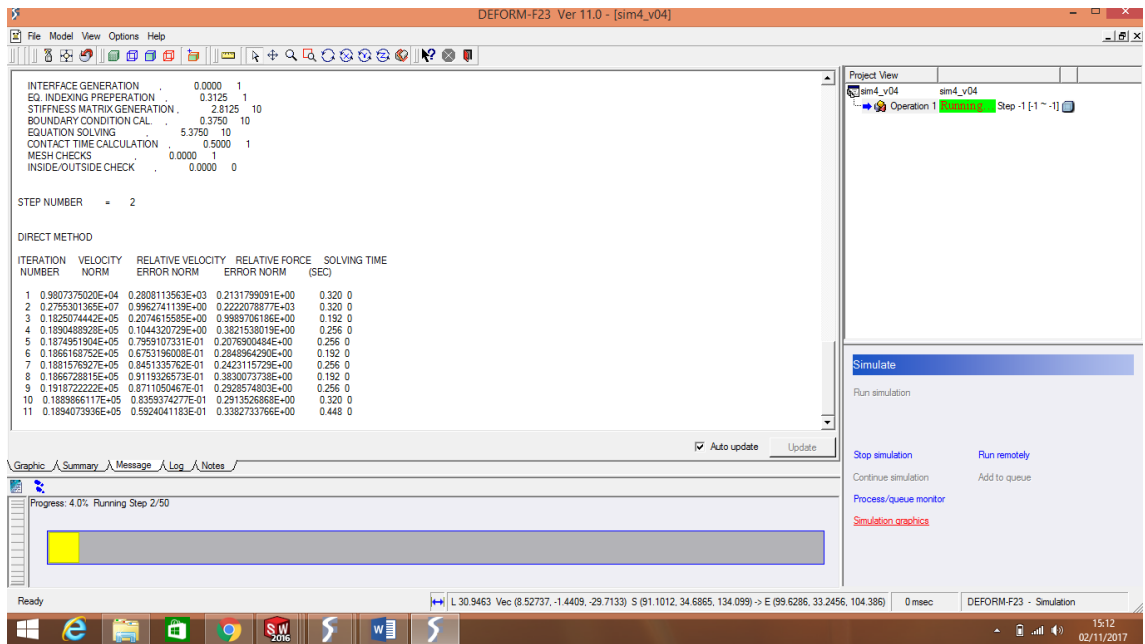 DEFORM-F23 Ver 11.0 - [sim4_v04]
File Model View Options Help
INTERFACE GENERATION , 0.0000 1
EQ. INDEXING PREPERATION , 0.3125 1
STIFFNESS MATRIX GENERATION , 2.8125 10
BOUNDARY CONDITION CAL. , 0.3750 10
EQUATION SOLVING , 5.3750 10
CONTACT TIME CALCULATION , 0.5000 1
MESH CHECKS , 0.0000 1
INSIDE/OUTSIDE CHECK , 0.0000 0
STEP NUMBER = 2
DIRECT METHOD
ITERATION VELOCITY RELATIVE VELOCITY RELATIVE FORCE SOLVING TIME
NUMBER NORM ERROR NORM ERROR NORM (SEC)
1 0.9807375020E+04 0.2808113563E+03 0.2131799091E+00 0.320 0
2 0.2755301365E+07 0.9962741139E+00 0.2222078877E+03 0.320 0
3 0.1825074442E+05 0.2074615585E+00 0.9989706186E+00 0.192 0
4 0.1890488928E+05 0.1044320729E+00 0.3821538019E+00 0.256 0
5 0.1874951904E+05 0.7959107331E-01 0.2076900484E+00 0.256 0
6 0.1866168752E+05 0.6753196008E-01 0.2848964290E+00 0.192 0
7 0.1881576927E+05 0.8451335762E-01 0.2423115729E+00 0.256 0
8 0.1866728815E+05 0.9119326573E-01 0.3830073738E+00 0.192 0
9 0.1918722222E+05 0.8711050467E-01 0.2928574803E+00 0.256 0
10 0.1889866117E+05 0.8359374277E-01 0.2913526868E+00 0.320 0
11 0.1894073936E+05 0.5924041183E-01 0.3382733766E+00 0.448 0
Auto update Update
Graphic Summary Message Log Notes
Progress: 4.0% Running Step 2/50
Project View
sim4_v04 sim4_v04
Operation 1 Running... Step -1 [-1 ~ -1]
Simulate
Run simulation
Stop simulation Run remotely
Continue simulation Add to queue
Process/queue monitor
Simulation graphics
Ready L 30.9463 Vec (8.52737, -1.4409, -29.7133) S (91.1012, 34.6865, 134.099) -> E (99.6286, 33.2456, 104.386) 0 msec DEFORM-F23 - Simulation
SW
2016
15:12
02/11/2017